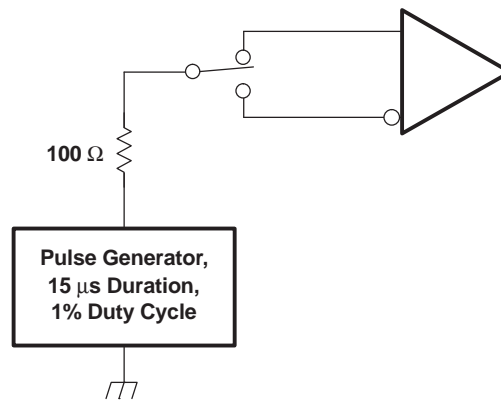 100 Ω
Pulse Generator,
15 μs Duration,
1% Duty Cycle